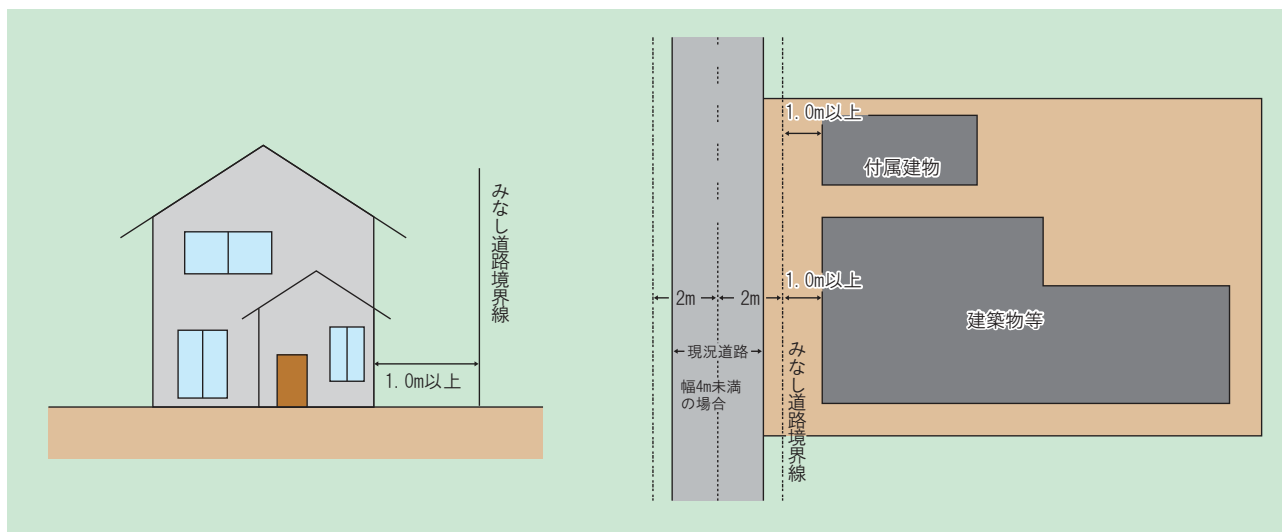 みなし道路境界線
1.0m以上
1.0m以上
付属建物
1.0m以上
2m
2m
建築物等
現況道路
幅4m未満
の場合
みなし道路境界線